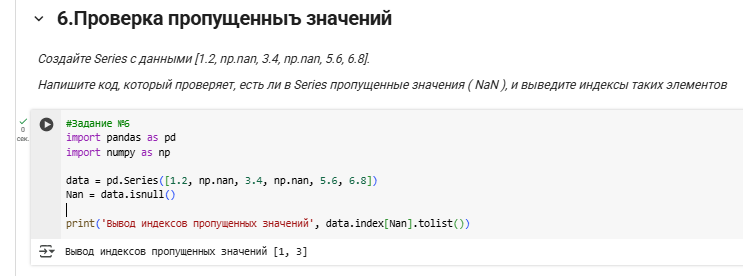 6.Проверка пропущенныъ значений
Создайте Series с данными [1.2, np.nan, 3.4, np.nan, 5.6, 6.8].
Напишите код, который проверяет, есть ли в Series пропущенные значения ( NaN ), и выведите индексы таких элементов
0
сек.
#Задание №6
import pandas as pd
import numpy as np
data = pd.Series([1.2, np.nan, 3.4, np.nan, 5.6, 6.8])
Nan = data.isnull()
print('Вывод индексов пропущенных значений', data.index[Nan].tolist())
Вывод индексов пропущенных значений [1, 3]